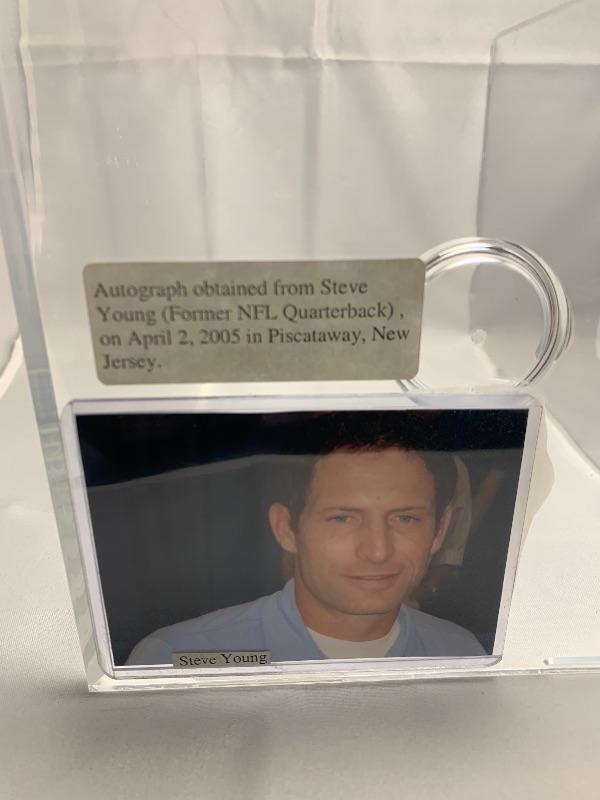 Autograph obtained from Steve
Young (Former NFL Quarterback) ,
on April 2, 2005 in Piscataway, New
Jersey.
Steve Young